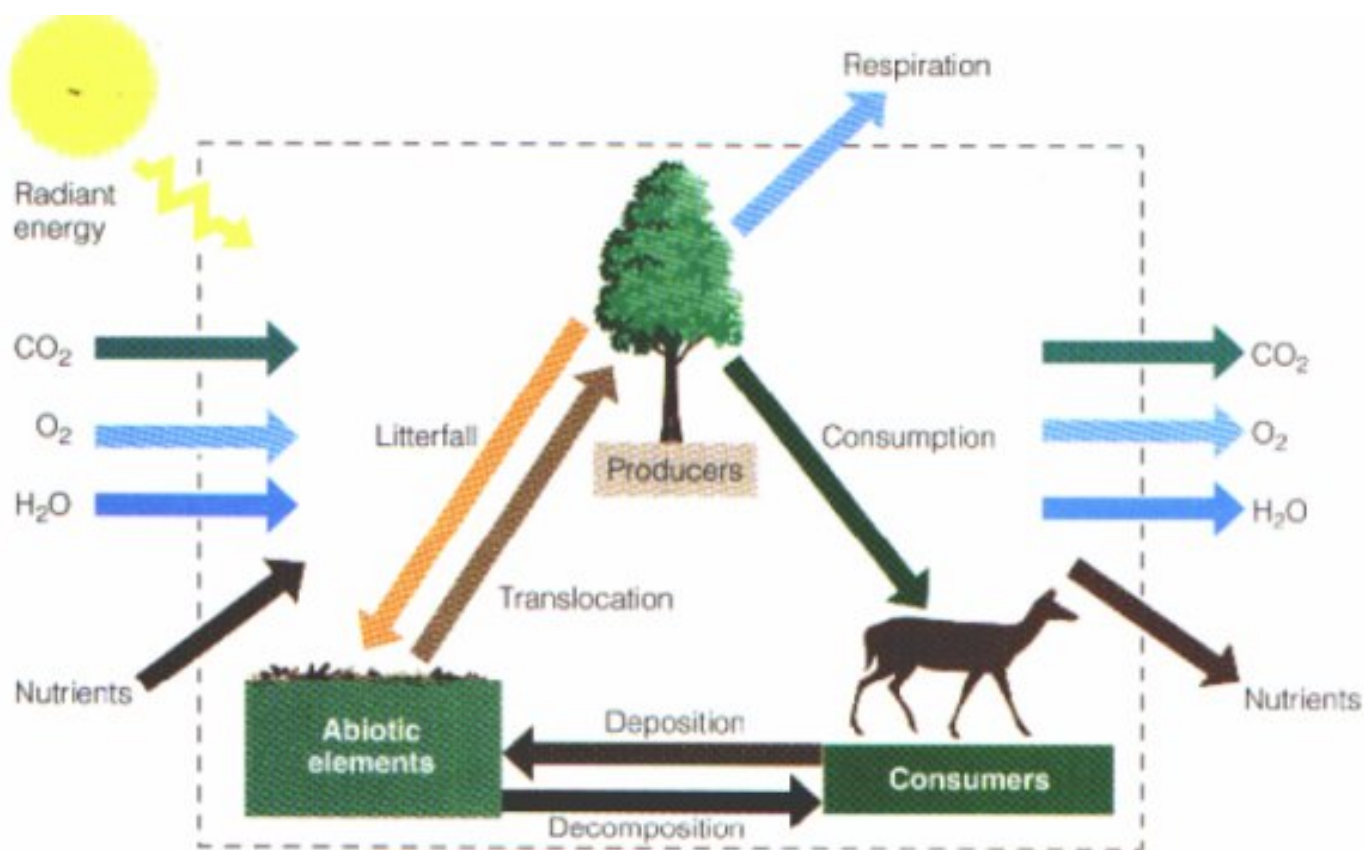 Respiration
Radiant
energy
CO₂
CO₂
O₂
Litterfall
Consumption
O₂
Producers
H₂O
H₂O
Translocation
Nutrients
Nutrients
Abiotic
elements
Deposition
Consumers
Decomposition